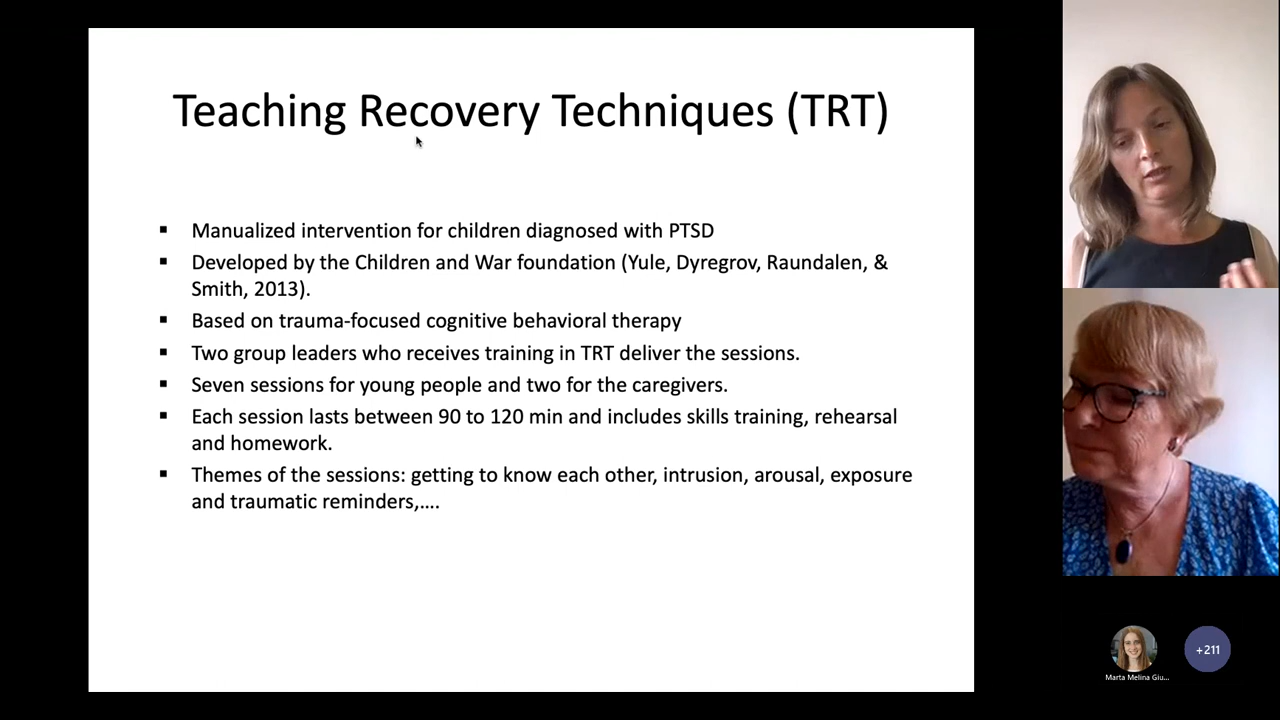 Teaching Recovery Techniques (TRT)
▪ Manualized intervention for children diagnosed with PTSD
▪ Developed by the Children and War foundation (Yule, Dyregrov, Raundalen, &
Smith, 2013).
▪ Based on trauma-focused cognitive behavioral therapy
▪ Two group leaders who receives training in TRT deliver the sessions.
▪ Seven sessions for young people and two for the caregivers.
▪ Each session lasts between 90 to 120 min and includes skills training, rehearsal
and homework.
▪ Themes of the sessions: getting to know each other, intrusion, arousal, exposure
and traumatic reminders,....
+211
Marta Melina Giu...